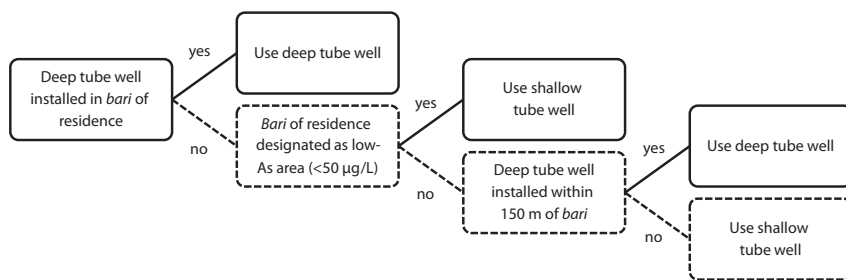 Deep tube well
installed in bari of
residence
yes
no
Use deep tube well
Bari of residence
designated as low-
As area (<50 μg/L)
yes
no
Use shallow
tube well
Deep tube well
installed within
150 m of bari
yes
no
Use deep tube well
Use shallow
tube well